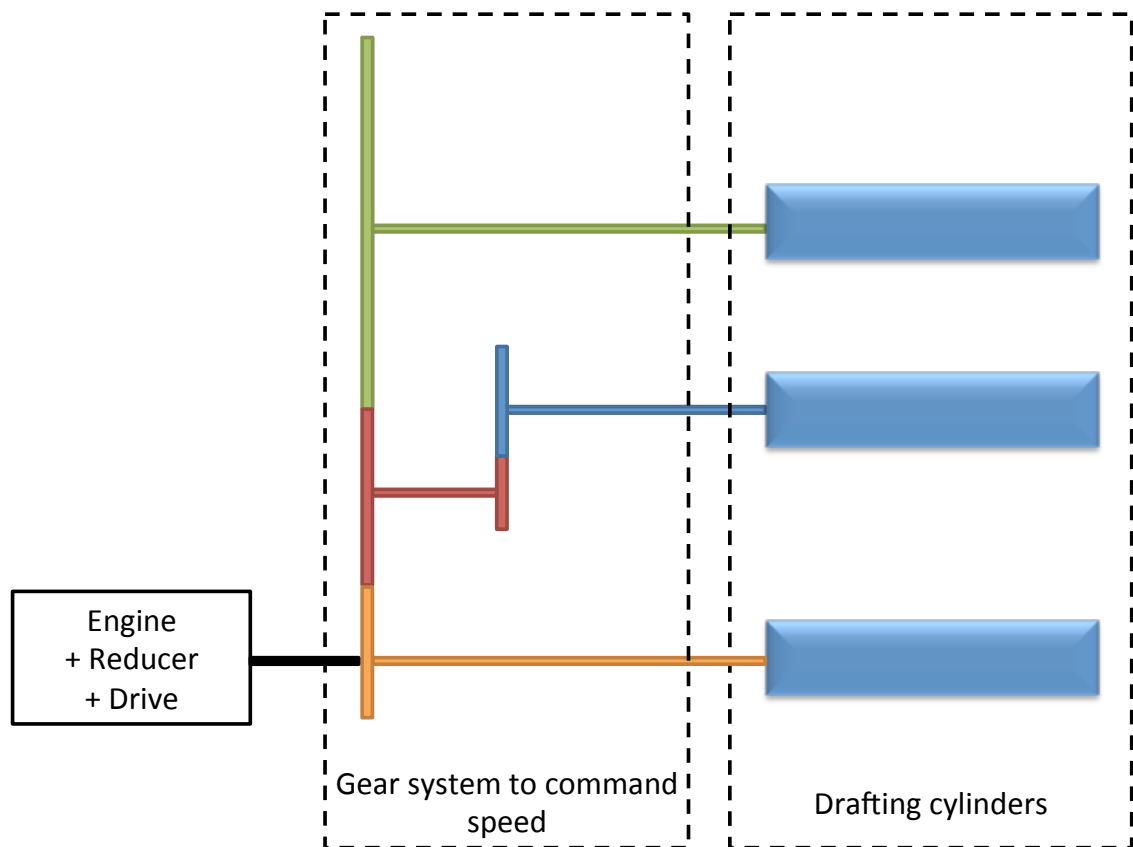 Engine
+ Reducer
+ Drive
Gear system to command
speed
Drafting cylinders